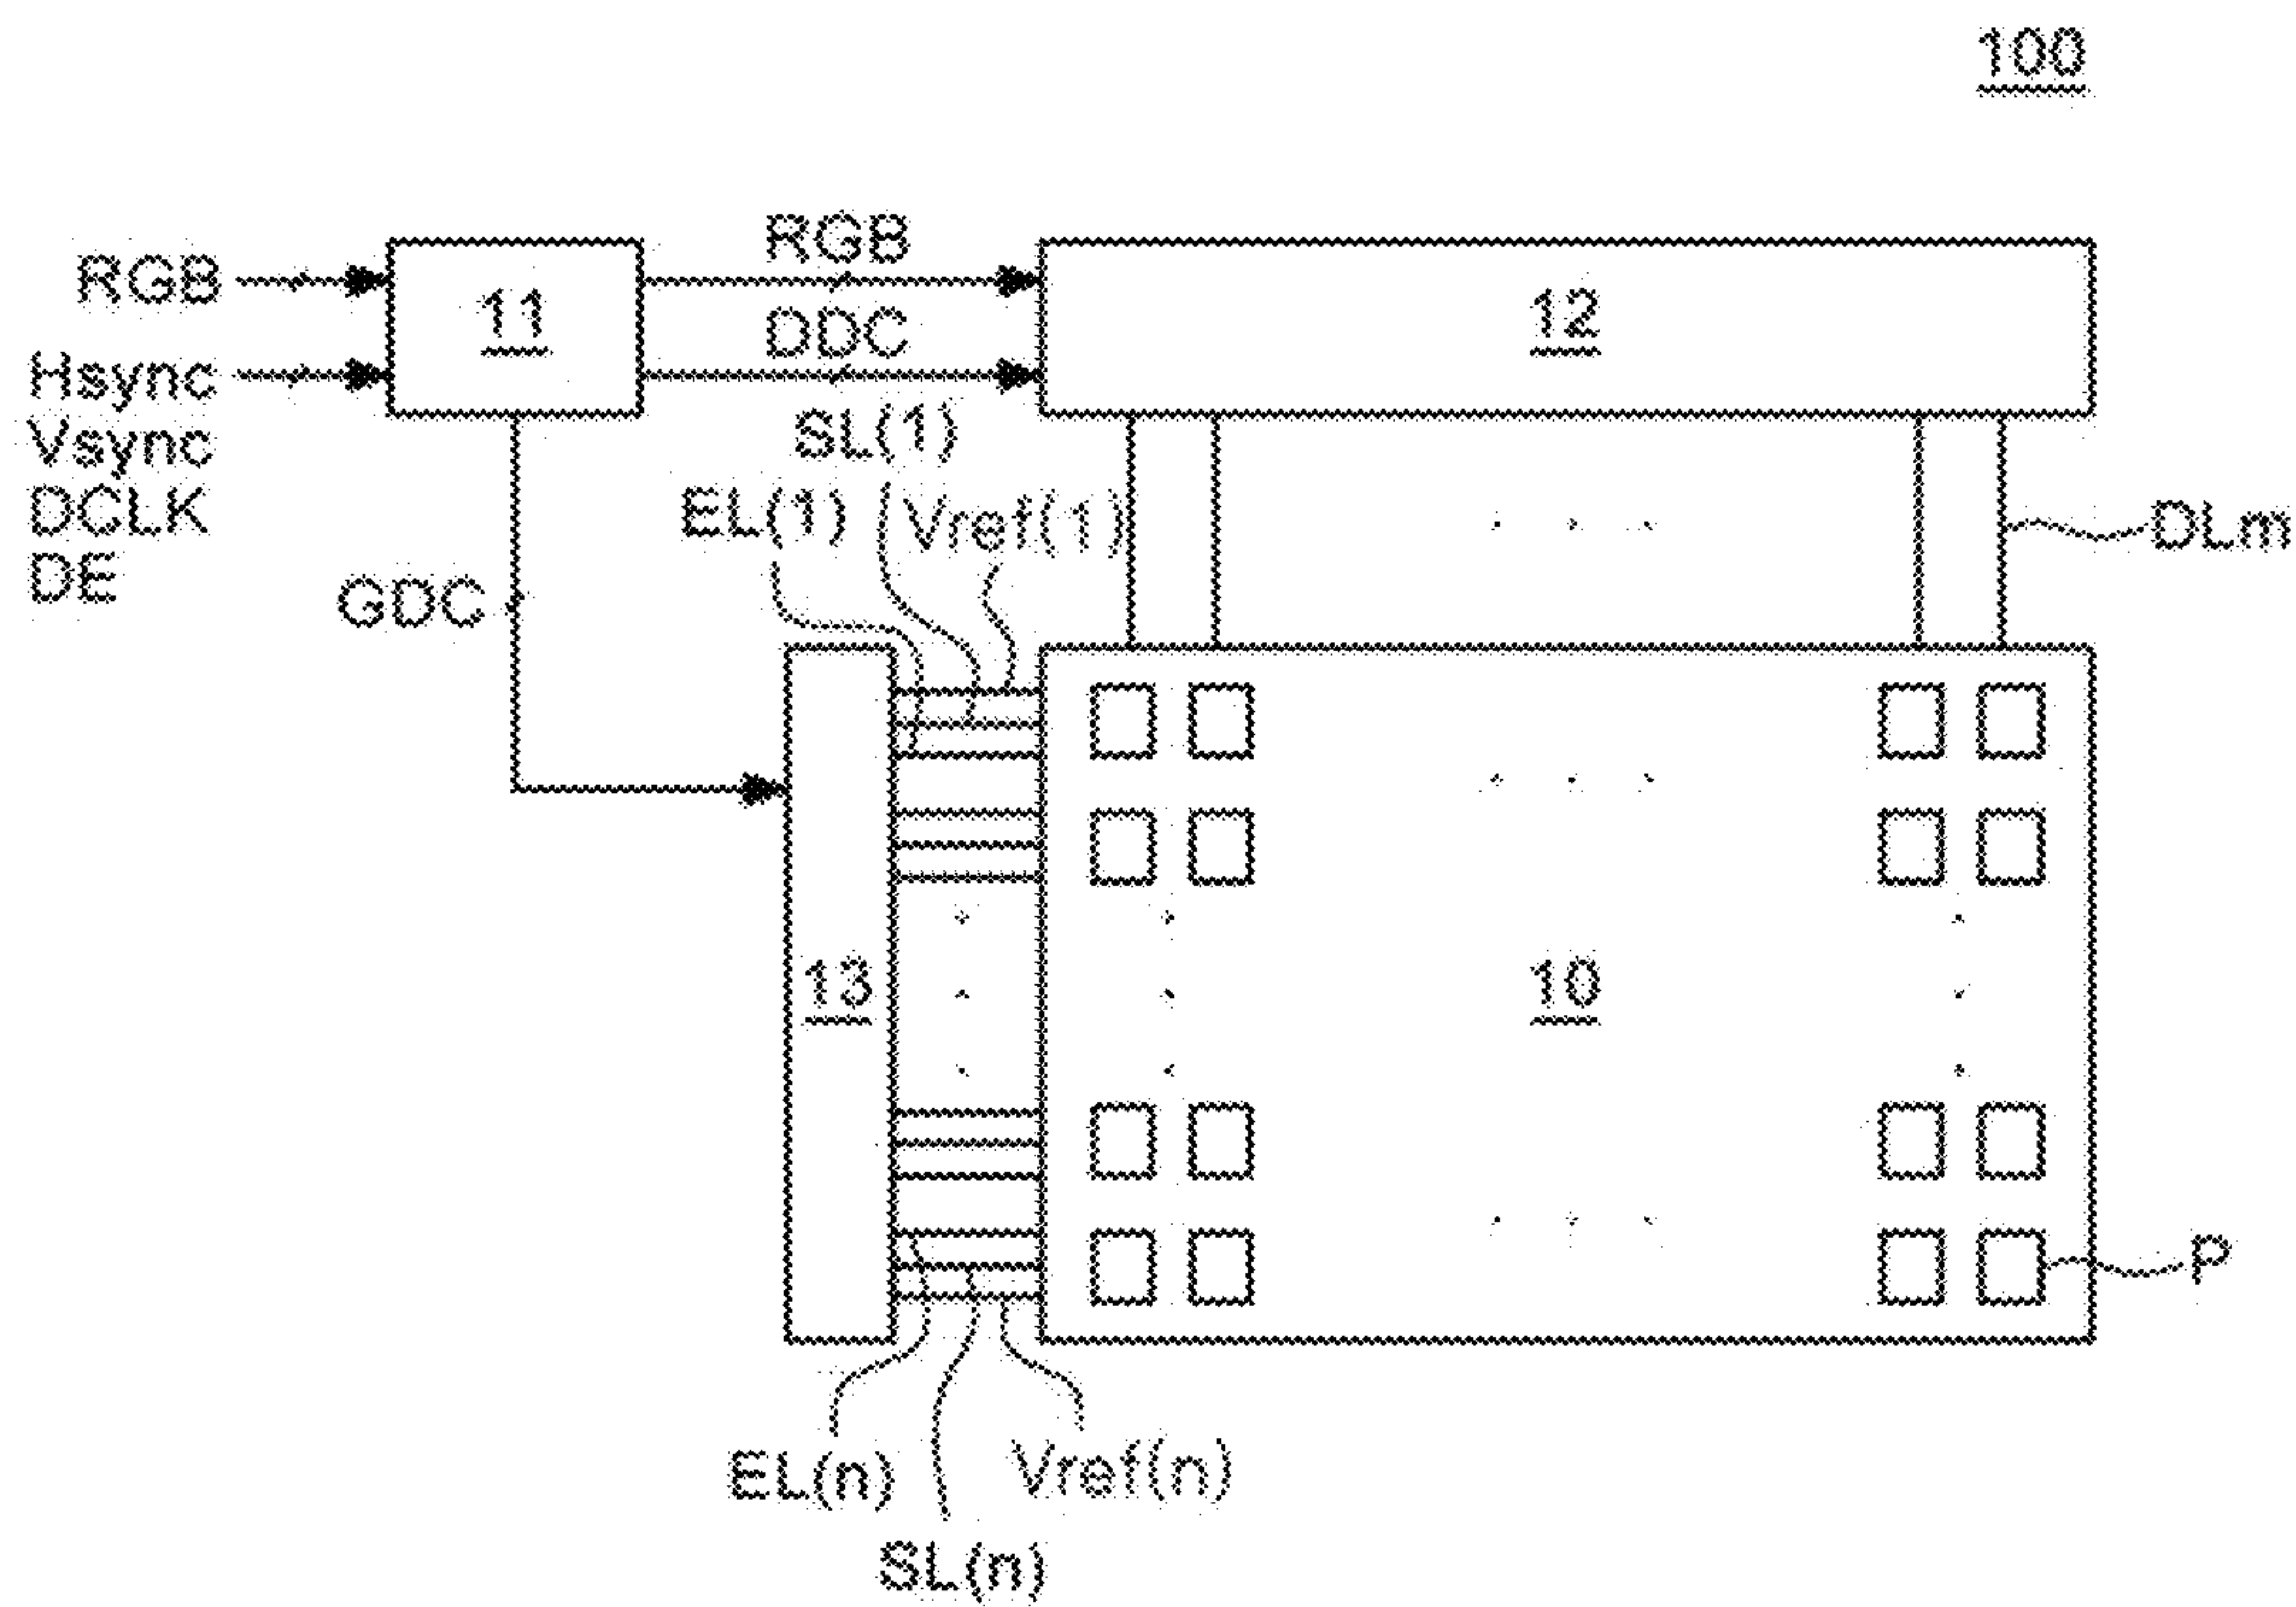 100
RGB
RGB
11
12
DDC
Hsync
SL(1)
Vsync
EL(1)
Vref(1)
DCLK
DLm
DE
GDC
13
10
P
EL(n)
Vref(n)
SL(n)